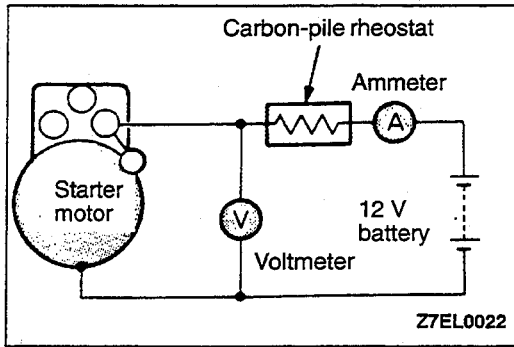 Carbon-pile rheostat
Ammeter
A
Starter
motor
V
12 V
battery
Voltmeter
Z7EL0022